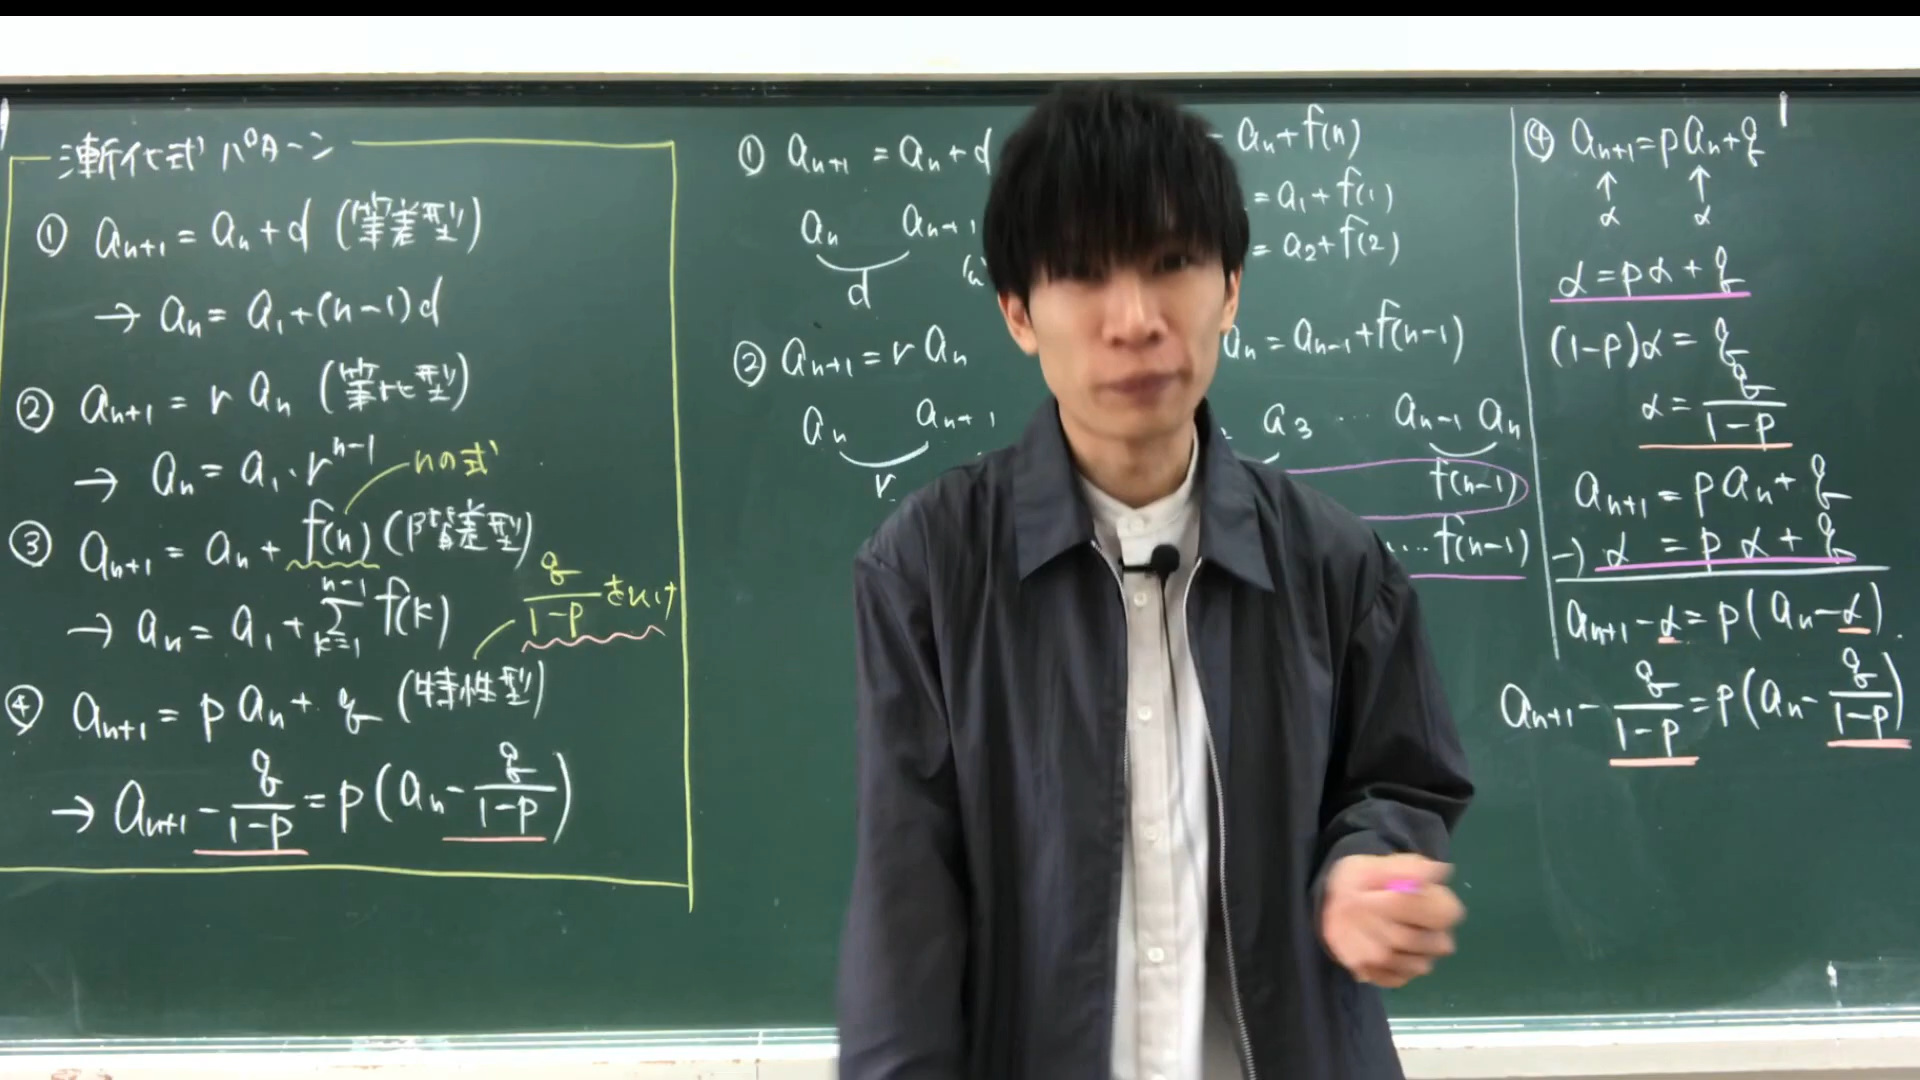 漸化式パターン
① aₙ₊₁ = aₙ + d (等差型)
→ aₙ = a₁ + (n-1)d
② aₙ₊₁ = r aₙ (等比型)
→ aₙ = a₁・rⁿ⁻¹
nの式
③ aₙ₊₁ = aₙ + f(n) (階差型)
→ aₙ = a₁ + Σ_{k=1}^{n-1} f(k)
q/(1-p) をひけ
④ aₙ₊₁ = p aₙ + q (特性型)
→ aₙ₊₁ - q/(1-p) = p(aₙ - q/(1-p))
① aₙ₊₁ = aₙ + d
aₙ aₙ₊₁
d
② aₙ₊₁ = r aₙ
aₙ aₙ₊₁
r
aₙ + f(n)
= a₁ + f(1)
= a₂ + f(2)
aₙ = aₙ₋₁ + f(n-1)
a₃ … aₙ₋₁ aₙ
f(n-1)
… f(n-1)
④ aₙ₊₁ = p aₙ + q
↑ ↑
α α
α = pα + q
(1-p)α = q
α = q/(1-p)
aₙ₊₁ = p aₙ + q
-) α = p α + q
aₙ₊₁ - α = p(aₙ - α)
aₙ₊₁ - q/(1-p) = p(aₙ - q/(1-p))